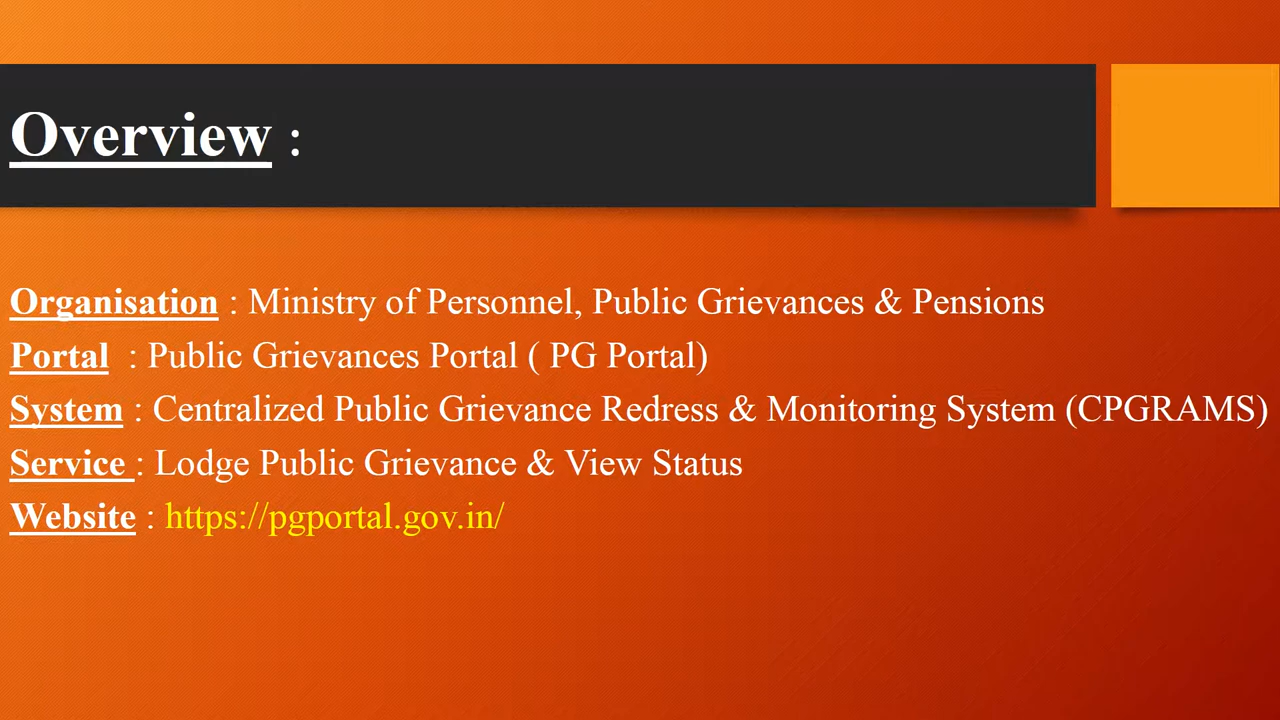 Overview :
Organisation : Ministry of Personnel, Public Grievances & Pensions
Portal : Public Grievances Portal ( PG Portal)
System : Centralized Public Grievance Redress & Monitoring System (CPGRAMS)
Service : Lodge Public Grievance & View Status
Website : https://pgportal.gov.in/